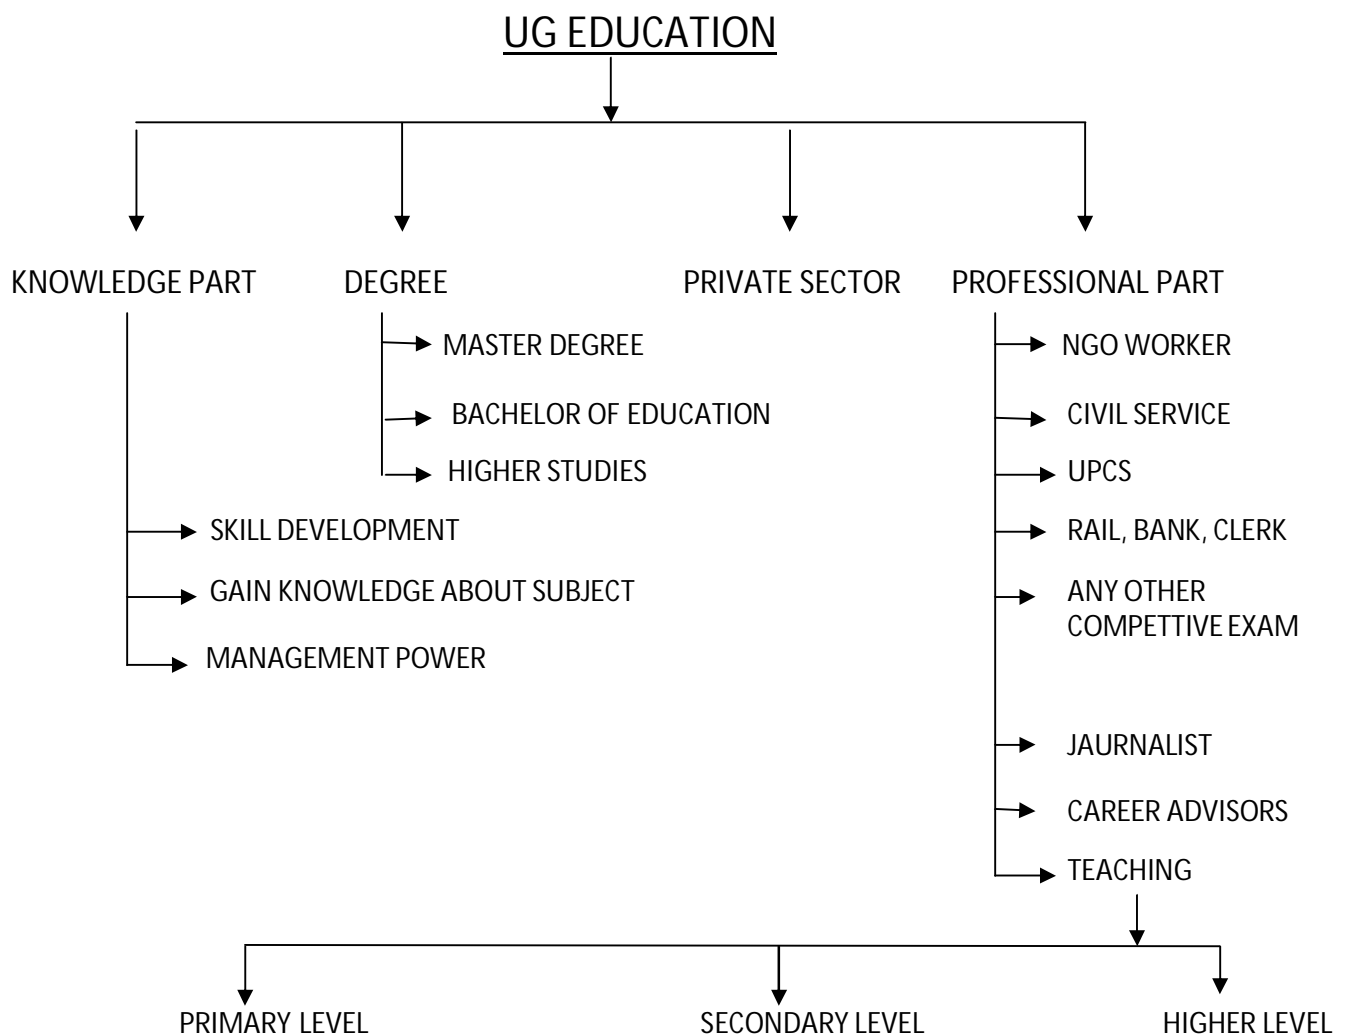 UG EDUCATION
KNOWLEDGE PART
DEGREE
PRIVATE SECTOR
PROFESSIONAL PART
SKILL DEVELOPMENT
GAIN KNOWLEDGE ABOUT SUBJECT
MANAGEMENT POWER
MASTER DEGREE
BACHELOR OF EDUCATION
HIGHER STUDIES
NGO WORKER
CIVIL SERVICE
UPCS
RAIL, BANK, CLERK
ANY OTHER
COMPETTIVE EXAM
JAURNALIST
CAREER ADVISORS
TEACHING
PRIMARY LEVEL
SECONDARY LEVEL
HIGHER LEVEL